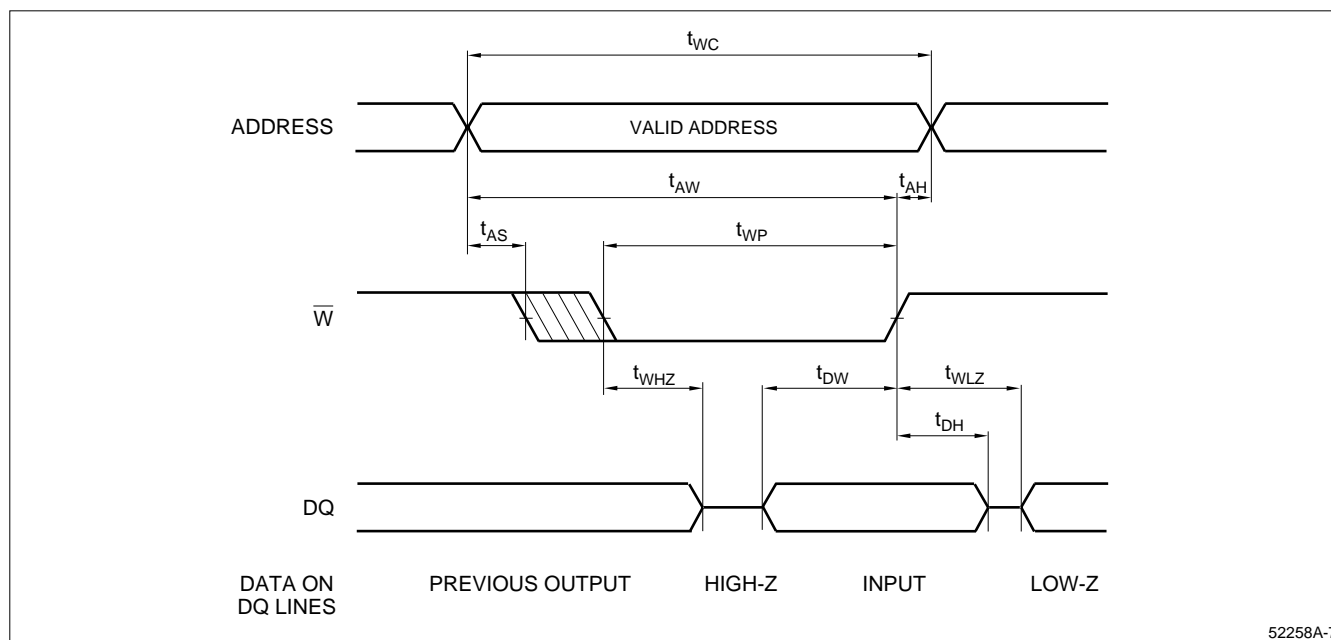 tWC
ADDRESS
VALID ADDRESS
tAW
tAH
tAS
tWP
W̅
tWHZ
tDW
tWLZ
tDH
DQ
DATA ON
DQ LINES
PREVIOUS OUTPUT
HIGH-Z
INPUT
LOW-Z